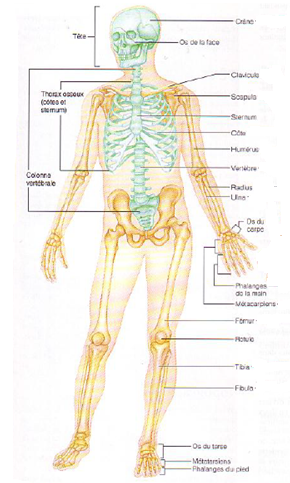 Crâne
Tête
Os de la face
Clavicule
Thorax osseux
(côtes et
sternum)
Scapula
Sternum
Côte
Humérus
Vertèbre
Colonne
vertébrale
Radius
Ulna
Os du
carpe
Phalanges
de la main
Métacarpiens
Fémur
Rotule
Tibia
Fibula
Os du tarse
Métatarsiens
Phalanges du pied